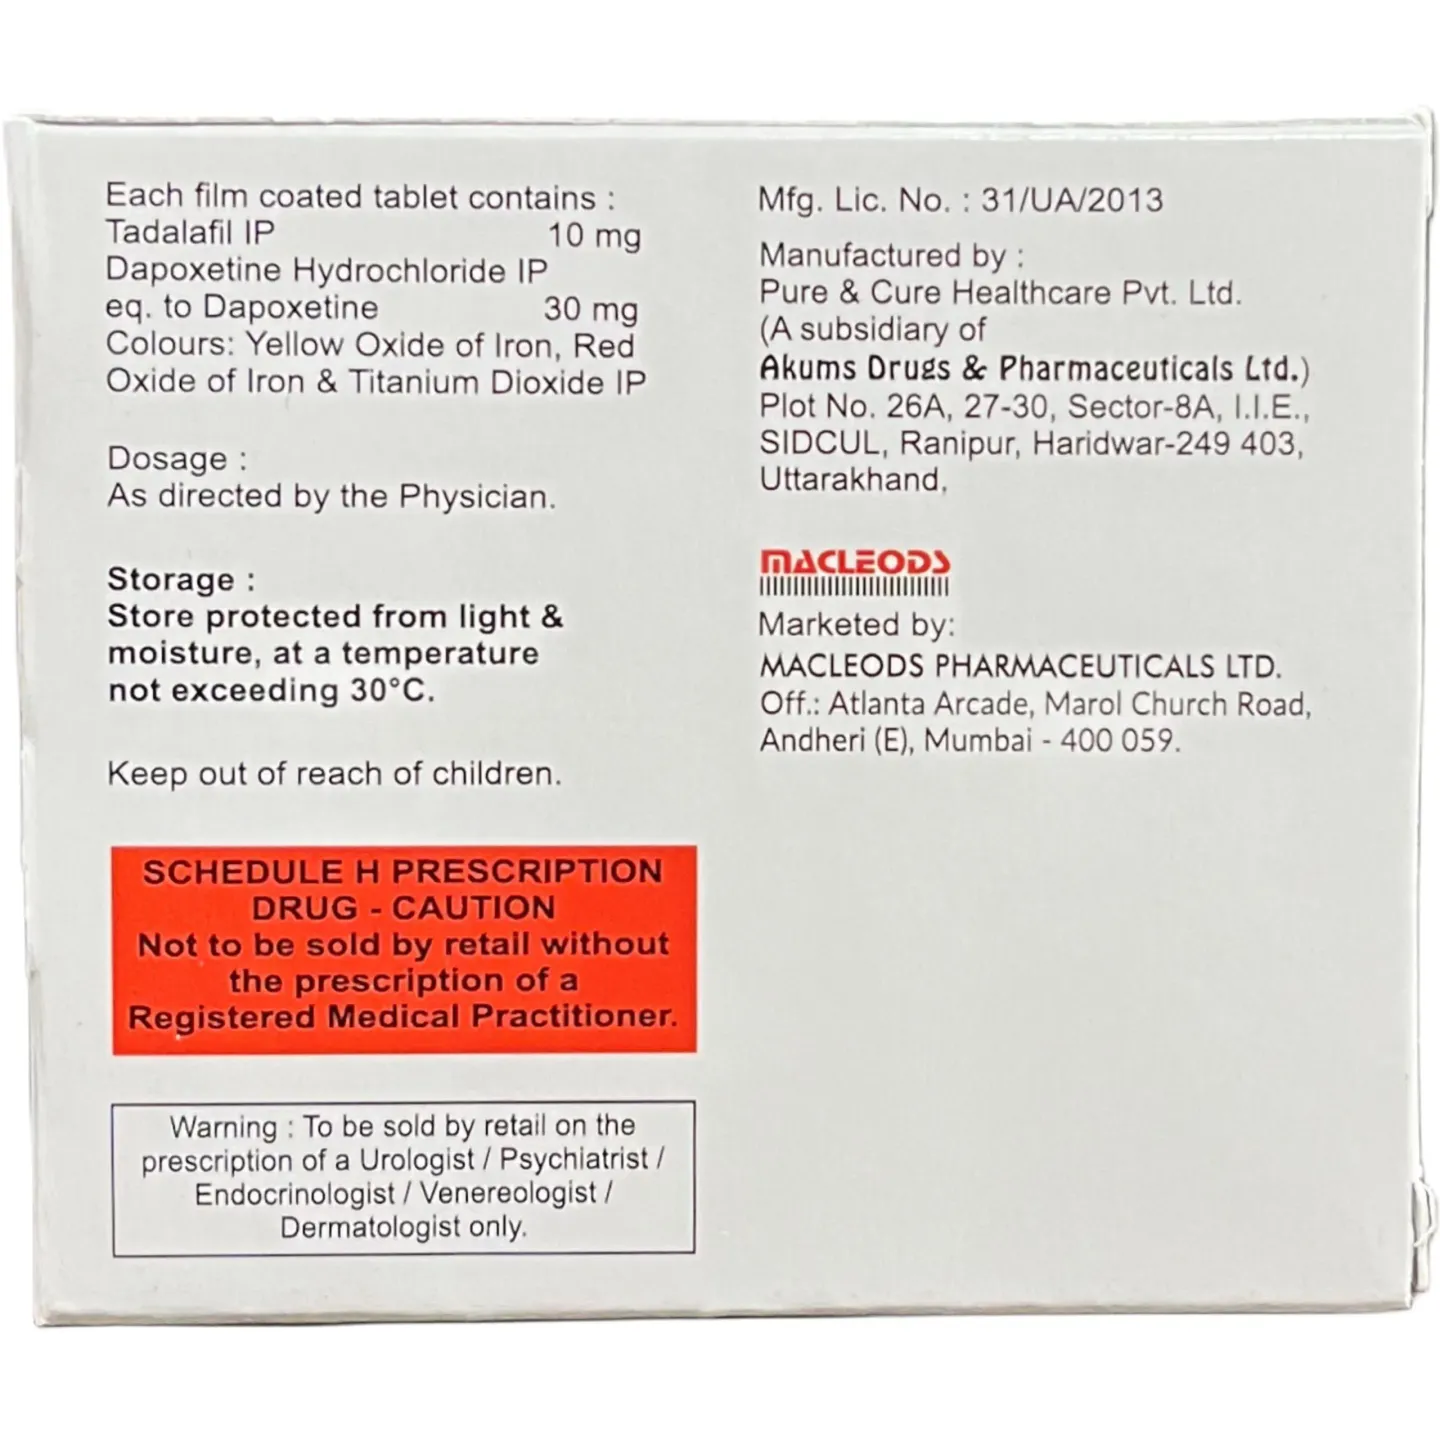 Each film coated tablet contains :
Tadalafil IP 10 mg
Dapoxetine Hydrochloride IP
eq. to Dapoxetine 30 mg
Colours: Yellow Oxide of Iron, Red
Oxide of Iron & Titanium Dioxide IP
Dosage :
As directed by the Physician.
Storage :
Store protected from light &
moisture, at a temperature
not exceeding 30°C.
Keep out of reach of children.
SCHEDULE H PRESCRIPTION
DRUG - CAUTION
Not to be sold by retail without
the prescription of a
Registered Medical Practitioner.
Warning : To be sold by retail on the
prescription of a Urologist / Psychiatrist /
Endocrinologist / Venereologist /
Dermatologist only.
Mfg. Lic. No. : 31/UA/2013
Manufactured by :
Pure & Cure Healthcare Pvt. Ltd.
(A subsidiary of
Akums Drugs & Pharmaceuticals Ltd.)
Plot No. 26A, 27-30, Sector-8A, I.I.E.,
SIDCUL, Ranipur, Haridwar-249 403,
Uttarakhand.
MACLEODS
Marketed by:
MACLEODS PHARMACEUTICALS LTD.
Off.: Atlanta Arcade, Marol Church Road,
Andheri (E), Mumbai - 400 059.